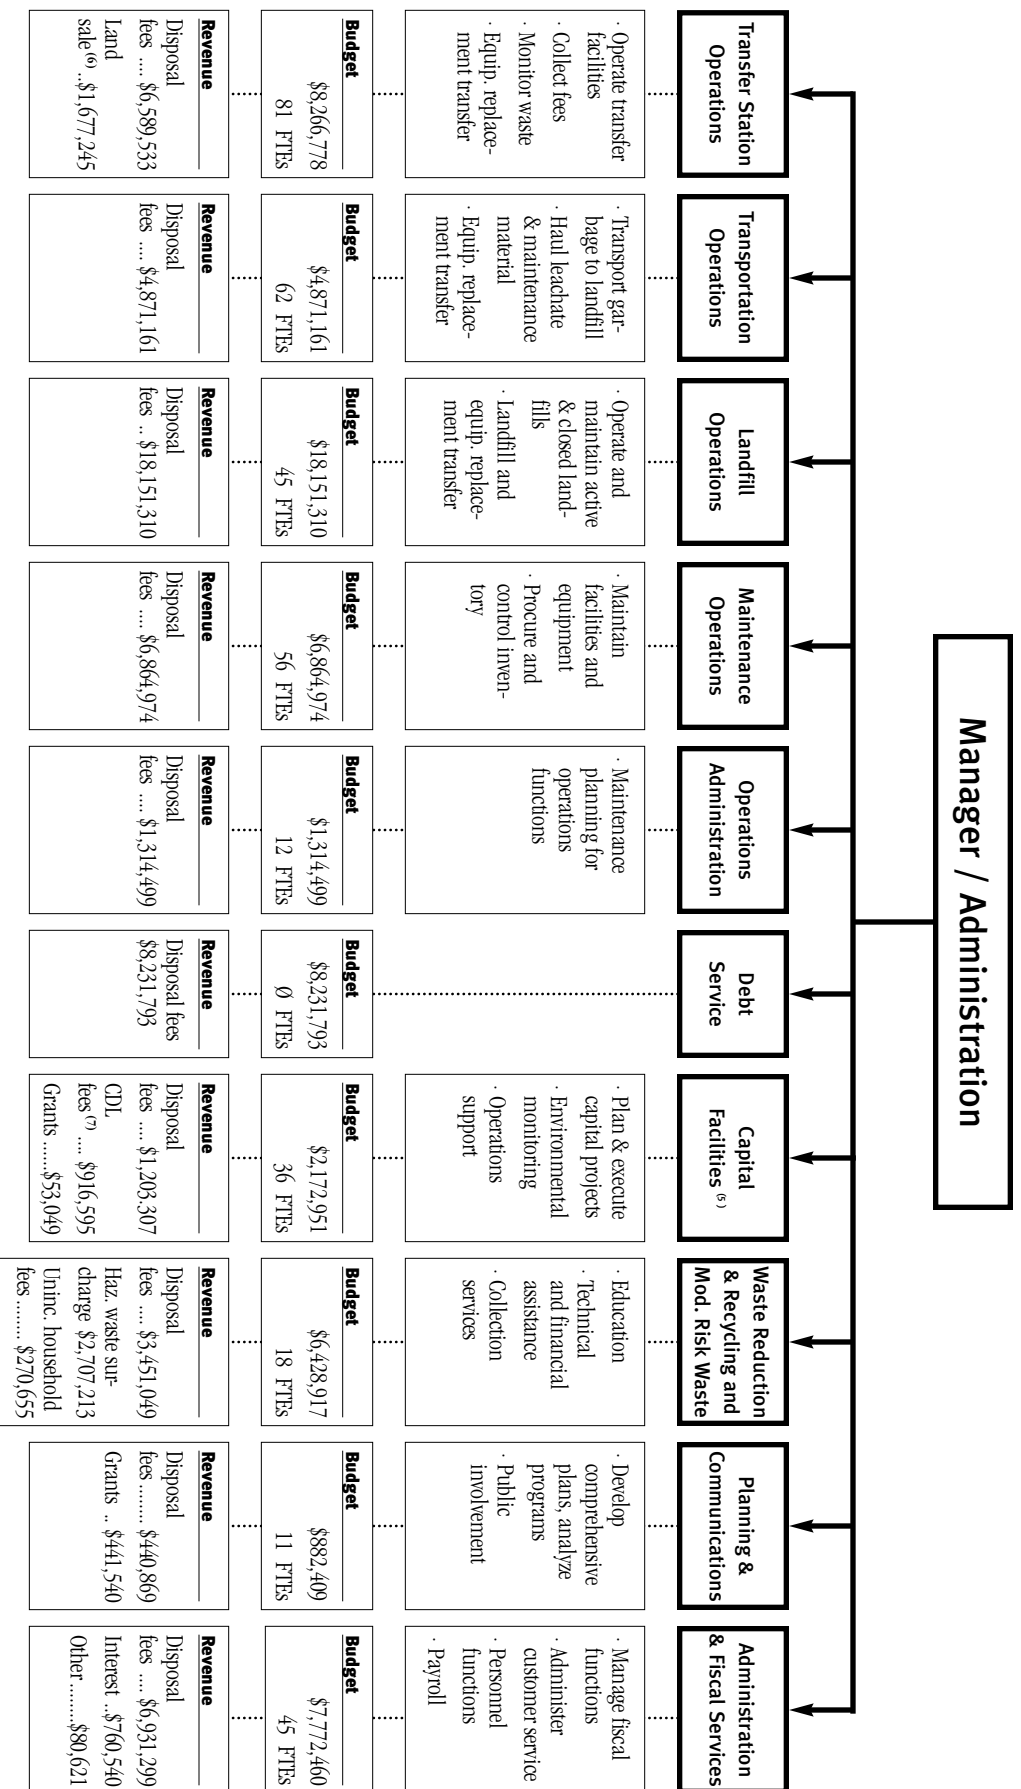 Manager / Administration
Transfer Station
Operations
· Operate transfer
facilities
· Collect fees
· Monitor waste
· Equip. replace-
ment transfer
Budget
$8,266,778
81 FTEs
Revenue
Disposal
fees .... $6,589,533
Land
sale (6) ..$1,677,245
Transportation
Operations
· Transport gar-
bage to landfill
· Haul leachate
& maintenance
material
· Equip. replace-
ment transfer
Budget
$4,871,161
62 FTEs
Revenue
Disposal
fees .... $4,871,161
Landfill
Operations
· Operate and
maintain active
& closed land-
fills
· Landfill and
equip. replace-
ment transfer
Budget
$18,151,310
45 FTEs
Revenue
Disposal
fees .. $18,151,310
Maintenance
Operations
· Maintain
facilities and
equipment
· Procure and
control inven-
tory
Budget
$6,864,974
56 FTEs
Revenue
Disposal
fees .... $6,864,974
Operations
Administration
· Maintenance
planning for
operations
functions
Budget
$1,314,499
12 FTEs
Revenue
Disposal
fees .... $1,314,499
Debt
Service
Budget
$8,231,793
Ø FTEs
Revenue
Disposal fees
$8,231,793
Capital
Facilities (5)
· Plan & execute
capital projects
· Environmental
monitoring
· Operations
support
Budget
$2,172,951
36 FTEs
Revenue
Disposal
fees .... $1,203.307
CDL
fees (7) .... $916,595
Grants ......$53,049
Waste Reduction
& Recycling and
Mod. Risk Waste
· Education
· Technical
and financial
assistance
· Collection
services
Budget
$6,428,917
18 FTEs
Revenue
Disposal
fees .... $3,451,049
Haz. waste sur-
charge $2,707,213
Uninc. household
fees ........ $270,655
Planning &
Communications
· Develop
comprehensive
plans, analyze
programs
· Public
involvement
Budget
$882,409
11 FTEs
Revenue
Disposal
fees ........ $440,869
Grants .. $441,540
Administration
& Fiscal Services
· Manage fiscal
functions
· Administer
customer service
· Personnel
functions
· Payroll
Budget
$7,772,460
45 FTEs
Revenue
Disposal
fees .... $6,931,299
Interest ..$760,540
Other .........$80,621